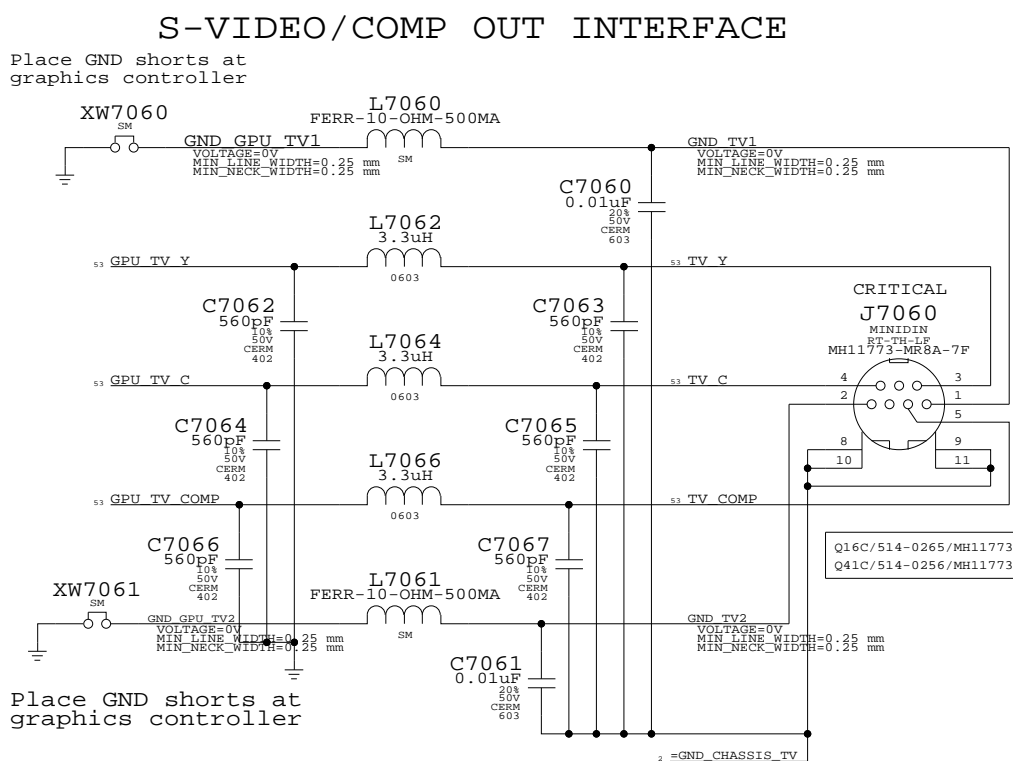 S-VIDEO/COMP OUT INTERFACE
Place GND shorts at
graphics controller
XW7060
SM
GND_GPU_TV1
VOLTAGE=0V
MIN_LINE_WIDTH=0.25 mm
MIN_NECK_WIDTH=0.25 mm
L7060
FERR-10-OHM-500MA
SM
GND_TV1
VOLTAGE=0V
MIN_LINE_WIDTH=0.25 mm
MIN_NECK_WIDTH=0.25 mm
C7060
0.01uF
20%
50V
CERM
603
L7062
3.3uH
0603
53 GPU_TV_Y
53 TV_Y
C7062
560pF
10%
50V
CERM
402
C7063
560pF
10%
50V
CERM
402
CRITICAL
J7060
MINIDIN
RT-TH-LF
MH11773-MR8A-7F
4
3
2
1
5
8
9
10
11
L7064
3.3uH
0603
53 GPU_TV_C
53 TV_C
C7064
560pF
10%
50V
CERM
402
C7065
560pF
10%
50V
CERM
402
L7066
3.3uH
0603
53 GPU_TV_COMP
53 TV_COMP
C7066
560pF
10%
50V
CERM
402
C7067
560pF
10%
50V
CERM
402
Q16C/514-0265/MH11773
Q41C/514-0256/MH11773
XW7061
SM
GND_GPU_TV2
VOLTAGE=0V
MIN_LINE_WIDTH=0.25 mm
MIN_NECK_WIDTH=0.25 mm
L7061
FERR-10-OHM-500MA
SM
GND_TV2
VOLTAGE=0V
MIN_LINE_WIDTH=0.25 mm
MIN_NECK_WIDTH=0.25 mm
C7061
0.01uF
20%
50V
CERM
603
Place GND shorts at
graphics controller
2 =GND_CHASSIS_TV